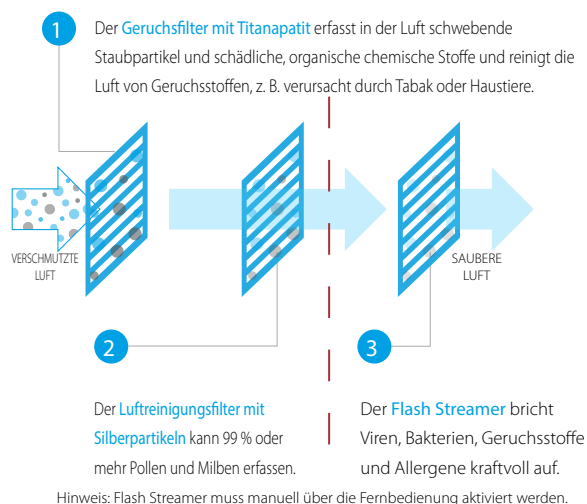 1
Der Geruchsfilter mit Titanapatit erfasst in der Luft schwebende
Staubpartikel und schädliche, organische chemische Stoffe und reinigt die
Luft von Geruchsstoffen, z. B. verursacht durch Tabak oder Haustiere.
VERSCHMUTZTE
LUFT
SAUBERE
LUFT
2
Der Luftreinigungsfilter mit
Silberpartikeln kann 99 % oder
mehr Pollen und Milben erfassen.
3
Der Flash Streamer bricht
Viren, Bakterien, Geruchsstoffe
und Allergene kraftvoll auf.
Hinweis: Flash Streamer muss manuell über die Fernbedienung aktiviert werden.